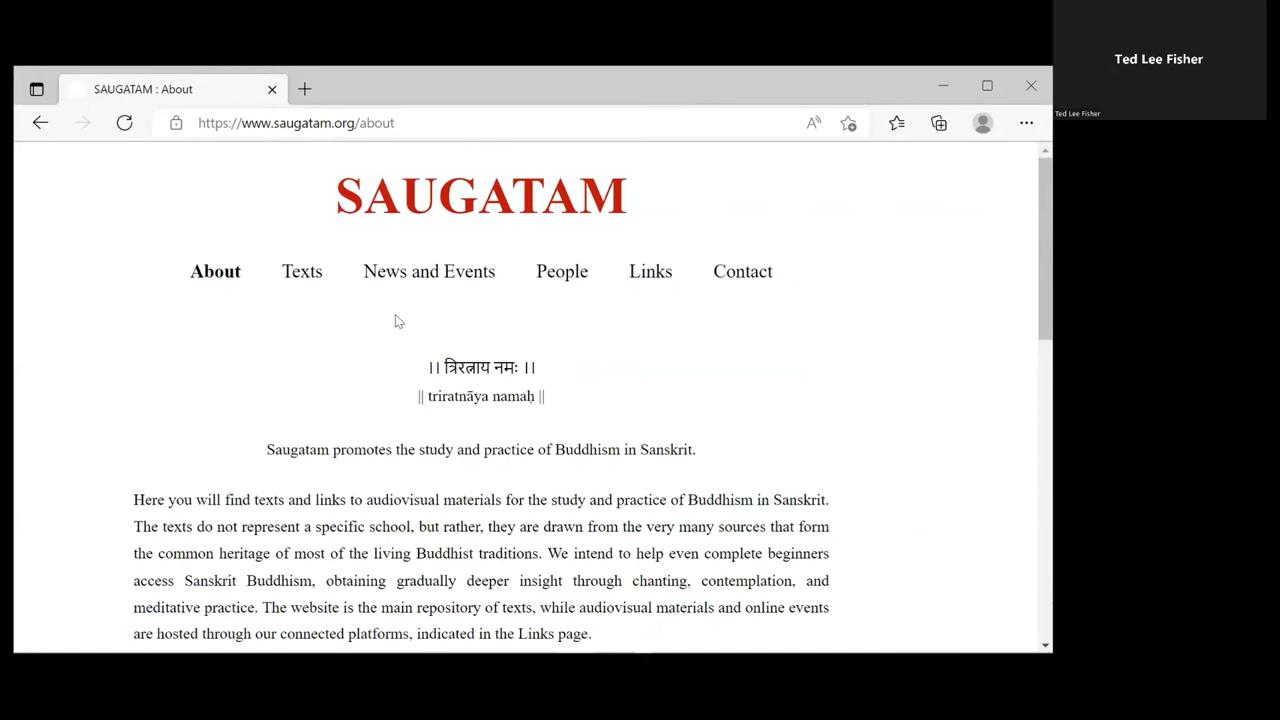 Ted Lee Fisher
Ted Lee Fisher
SAUGATAM : About
https://www.saugatam.org/about
SAUGATAM
About Texts News and Events People Links Contact
।। त्रिरत्नाय नमः ।।
|| triratnāya namaḥ ||
Saugatam promotes the study and practice of Buddhism in Sanskrit.
Here you will find texts and links to audiovisual materials for the study and practice of Buddhism in Sanskrit.
The texts do not represent a specific school, but rather, they are drawn from the very many sources that form
the common heritage of most of the living Buddhist traditions. We intend to help even complete beginners
access Sanskrit Buddhism, obtaining gradually deeper insight through chanting, contemplation, and
meditative practice. The website is the main repository of texts, while audiovisual materials and online events
are hosted through our connected platforms, indicated in the Links page.